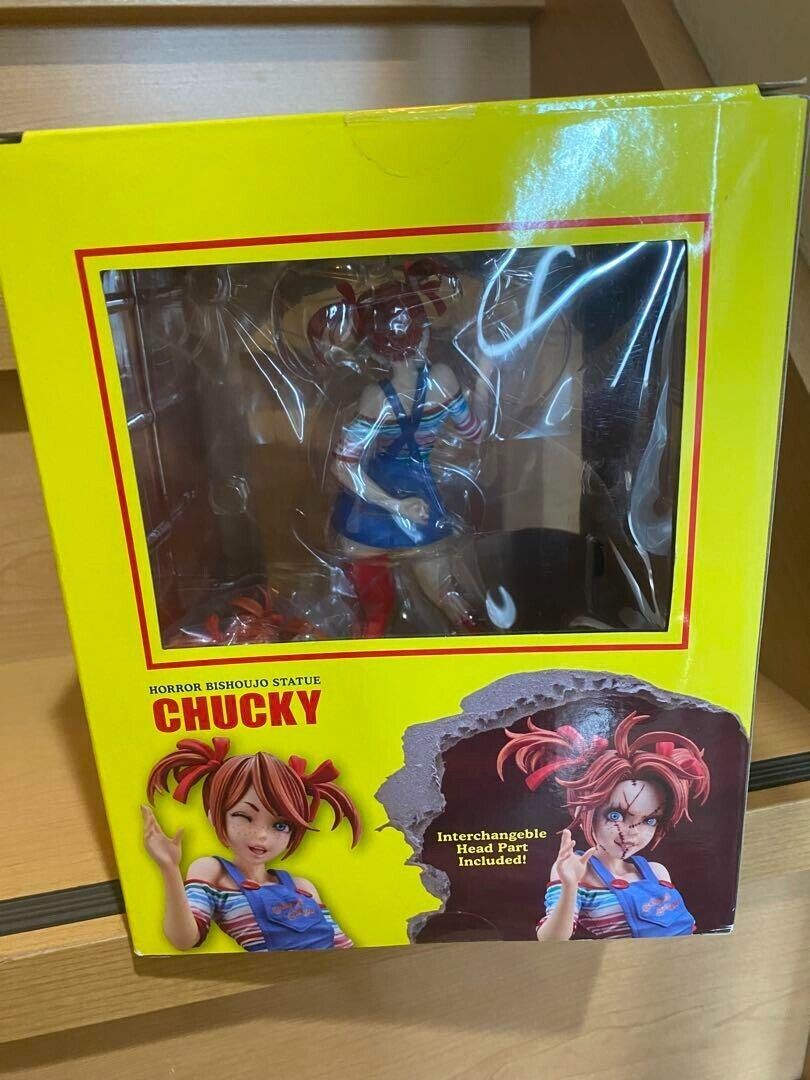 HORROR BISHOUJO STATUE
CHUCKY
Interchangeble
Head Part
Included!